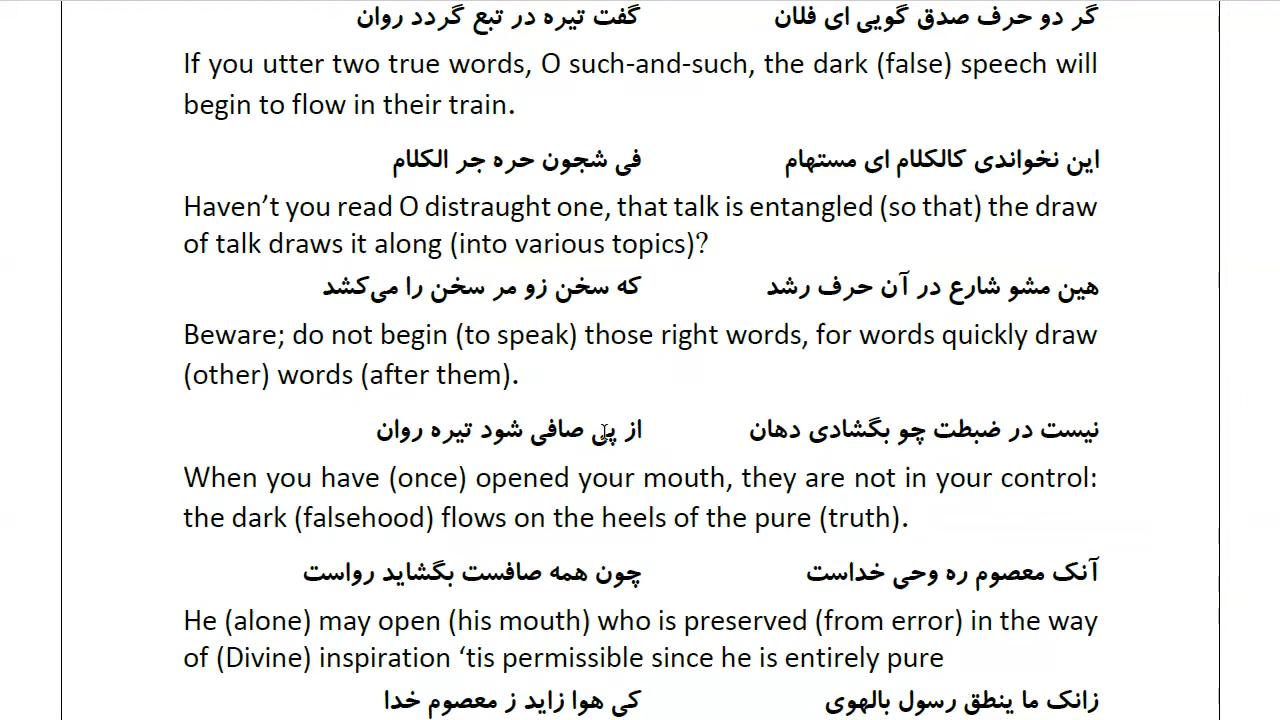 گر دو حرف صدق گویی ای فلان گفت تیره در تبع گردد روان
If you utter two true words, O such-and-such, the dark (false) speech will
begin to flow in their train.
این نخواندی کالکلام ای مستهام فی شجون حره جر الکلام
Haven’t you read O distraught one, that talk is entangled (so that) the draw
of talk draws it along (into various topics)?
هین مشو شارع در آن حرف رشد که سخن زو مر سخن را می‌کشد
Beware; do not begin (to speak) those right words, for words quickly draw
(other) words (after them).
نیست در ضبطت چو بگشادی دهان از پی صافی شود تیره روان
When you have (once) opened your mouth, they are not in your control:
the dark (falsehood) flows on the heels of the pure (truth).
آنک معصوم ره وحی خداست چون همه صافست بگشاید رواست
He (alone) may open (his mouth) who is preserved (from error) in the way
of (Divine) inspiration ‘tis permissible since he is entirely pure
زانک ما ینطق رسول بالهوی کی هوا زاید ز معصوم خدا